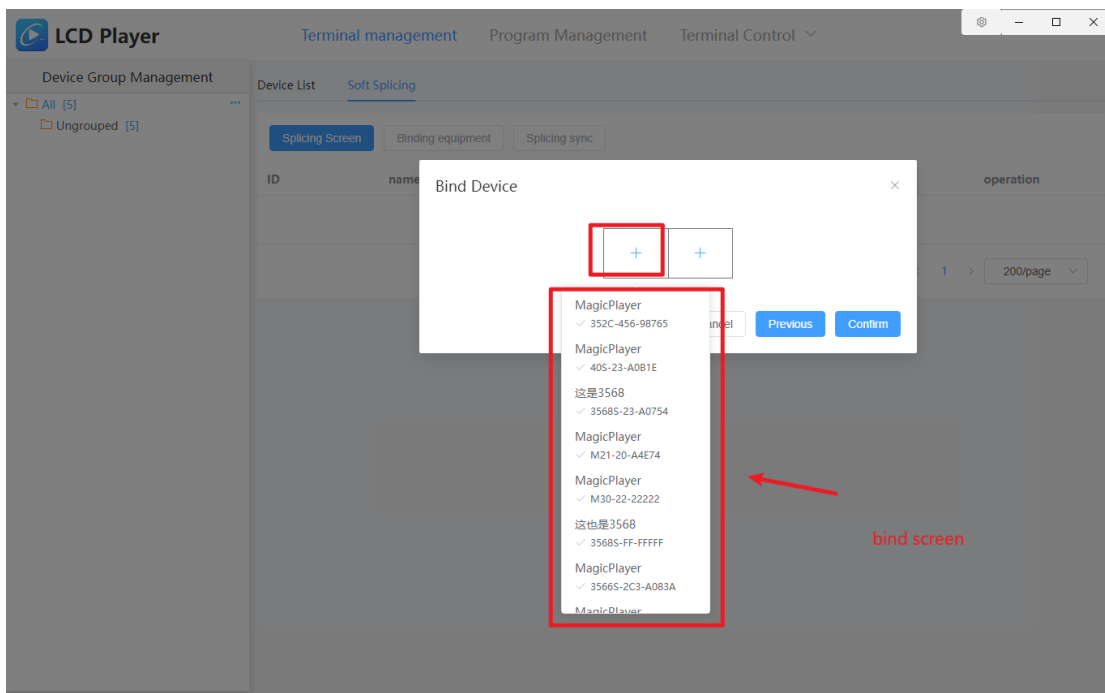 LCD Player
Terminal management
Program Management
Terminal Control
Device Group Management
All [5]
Ungrouped [5]
Device List
Soft Splicing
Splicing Screen
Binding equipment
Splicing sync
ID
name
operation
Bind Device
1
200/page
Previous
Confirm
MagicPlayer
352C-456-98765
MagicPlayer
40S-23-A0B1E
这是3568
3568S-23-A0754
MagicPlayer
M21-20-A4E74
MagicPlayer
M30-22-22222
这也是3568
3568S-FF-FFFFF
MagicPlayer
3566S-2C3-A083A
MagicPlayer
bind screen